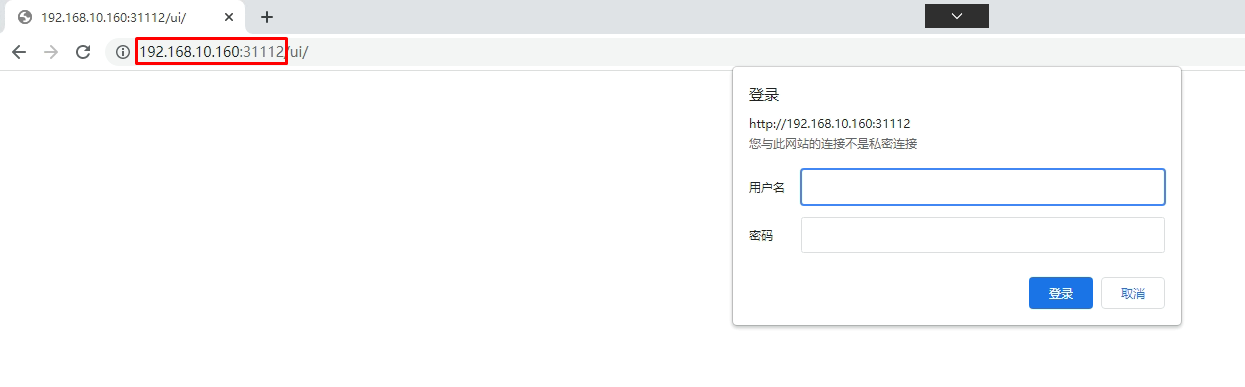 192.168.10.160:31112/ui/
192.168.10.160:31112/ui/
登录
http://192.168.10.160:31112
您与此网站的连接不是私密连接
用户名
密码
登录
取消